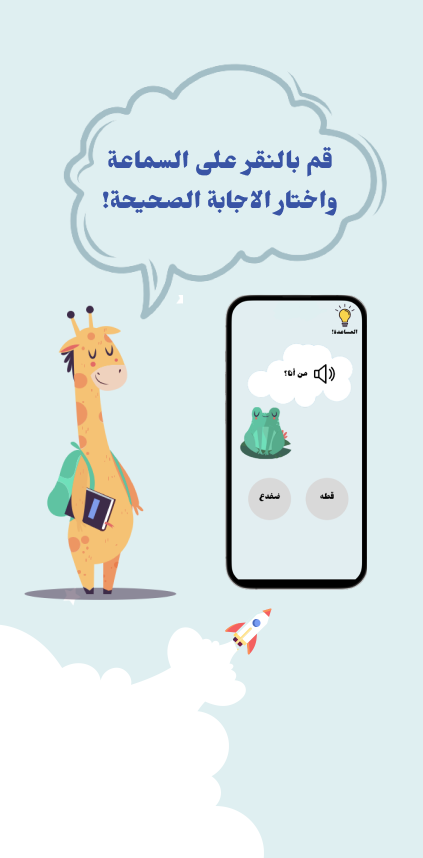 قم بالنقر على السماعة
واختار الاجابة الصحيحة!
المساعدة!
من أنا؟
ضفدع
قطه